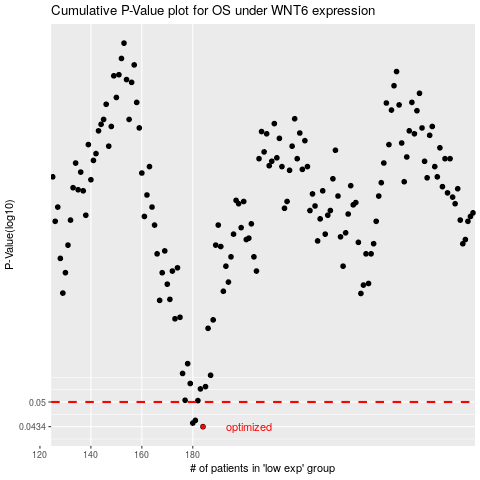 Cumulative P-Value plot for OS under WNT6 expression
P-Value(log10)
0.05
0.0434
optimized
120 140 160 180
# of patients in 'low exp' group